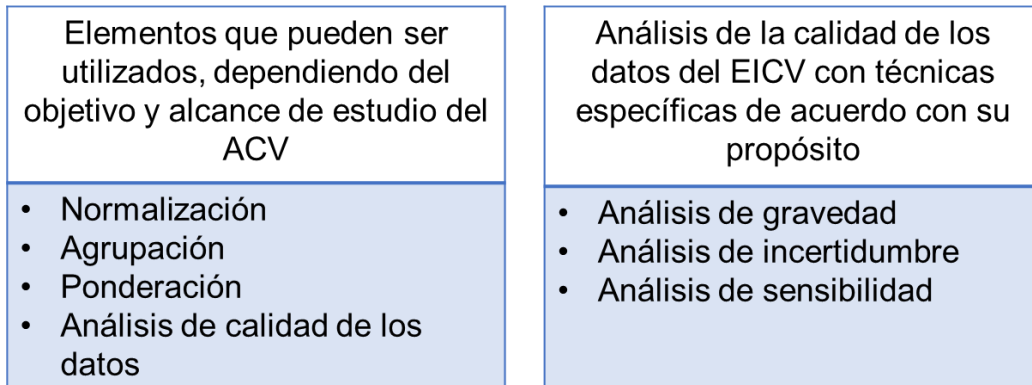 Elementos que pueden ser
utilizados, dependiendo del
objetivo y alcance de estudio del
ACV
• Normalización
• Agrupación
• Ponderación
• Análisis de calidad de los
datos
Análisis de la calidad de los
datos del EICV con técnicas
específicas de acuerdo con su
propósito
• Análisis de gravedad
• Análisis de incertidumbre
• Análisis de sensibilidad